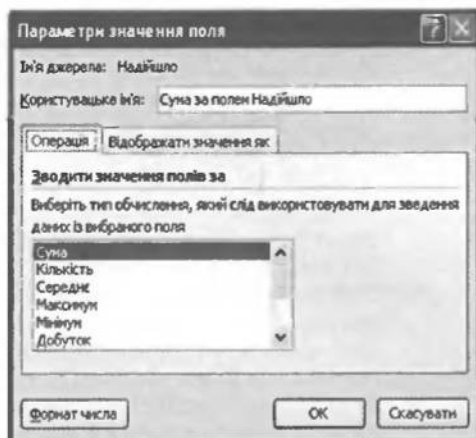 Параметри значення поля
Ім'я джерела: Надійшло
Користувацьке ім'я: Сума за полем Надійшло
Операція Відображати значення як
Зводити значення полів за
Виберіть тип обчислення, який слід використовувати для зведення
даних із вибраного поля
Сума
Кількість
Середнє
Максимум
Мінімум
Добуток
Формат числа ОК Скасувати